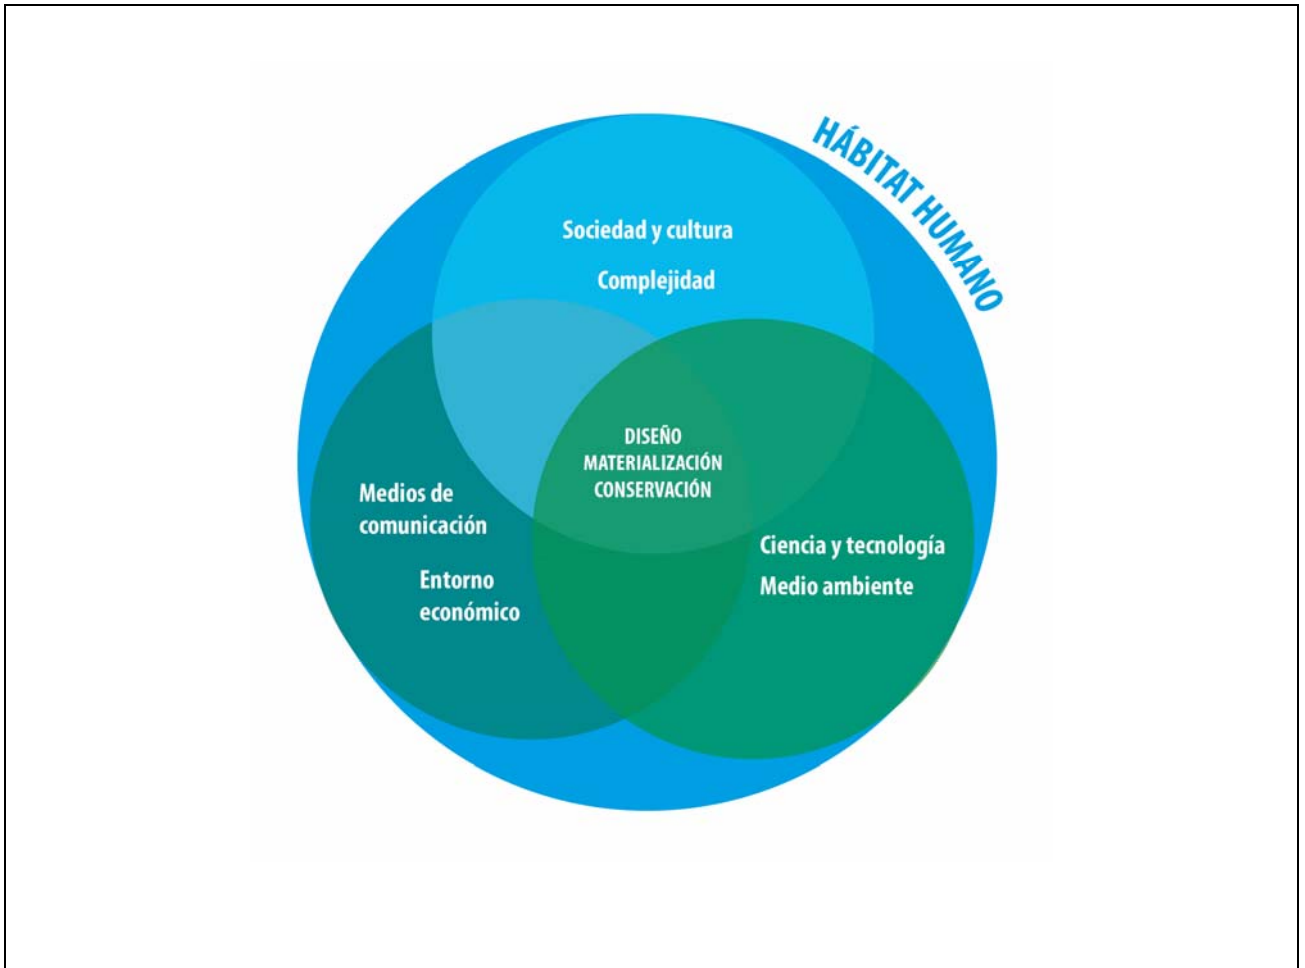 HÁBITAT HUMANO
Sociedad y cultura
Complejidad
DISEÑO
MATERIALIZACIÓN
CONSERVACIÓN
Medios de
comunicación
Entorno
económico
Ciencia y tecnología
Medio ambiente